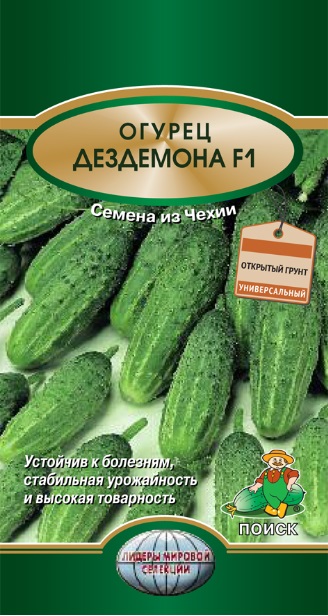 ОГУРЕЦ
ДЕЗДЕМОНА F1
Семена из Чехии
ОТКРЫТЫЙ ГРУНТ
УНИВЕРСАЛЬНЫЙ
Устойчив к болезням,
стабильная урожайность
и высокая товарность
ПОИСК
ЛИДЕРЫ МИРОВОЙ
СЕЛЕКЦИИ